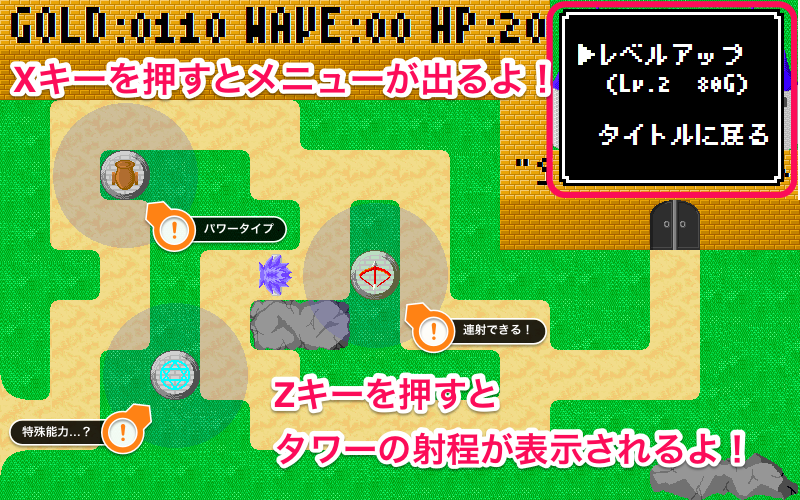 GOLD:0110 WAVE:00 HP:20
Xキーを押すとメニューが出るよ！
▶レベルアップ
(Lv.2 80G)
タイトルに戻る
パワータイプ
連射できる！
Zキーを押すと
タワーの射程が表示されるよ！
特殊能力…？